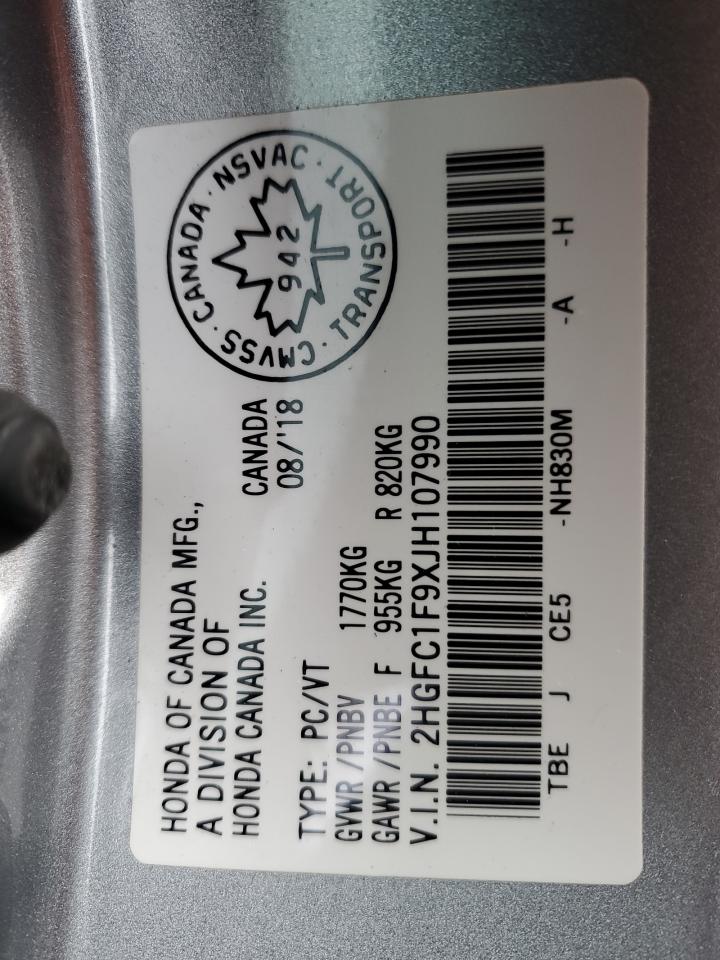 HONDA OF CANADA MFG.,
A DIVISION OF
HONDA CANADA INC.
CANADA
08/'18
CANADA · NSVAC · TRANSPORT · CMVSS ·
942
TYPE: PC/VT
GVWR /PNBV 1770KG
GAWR /PNBE F 955KG R 820KG
V.I.N. 2HGFC1F9XJH107990
TBE J CE5 -NH830M -A -H